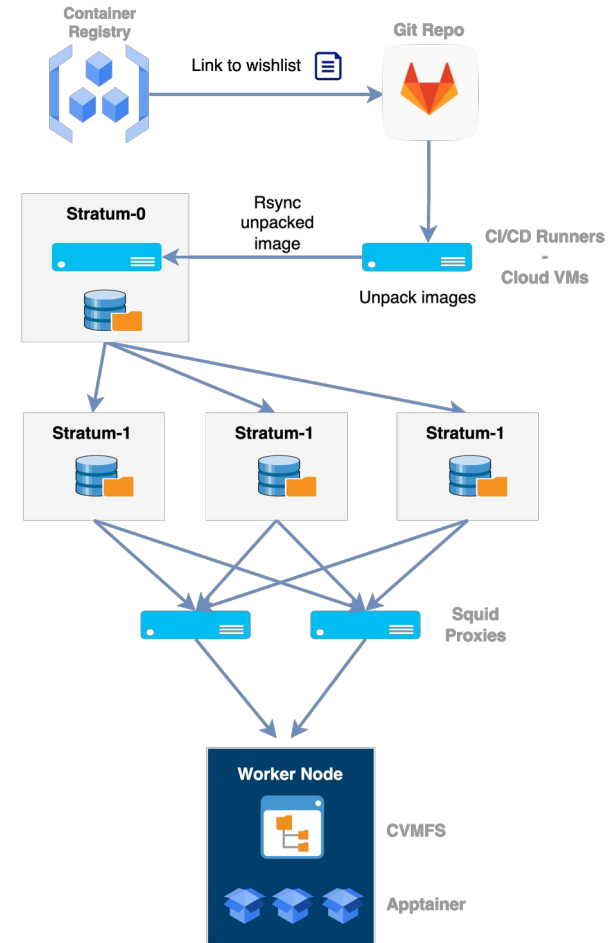 Container
Registry
Git Repo
Link to wishlist
Stratum-0
Rsync
unpacked
image
CI/CD Runners
-
Cloud VMs
Unpack images
Stratum-1
Stratum-1
Stratum-1
Squid
Proxies
Worker Node
CVMFS
Apptainer